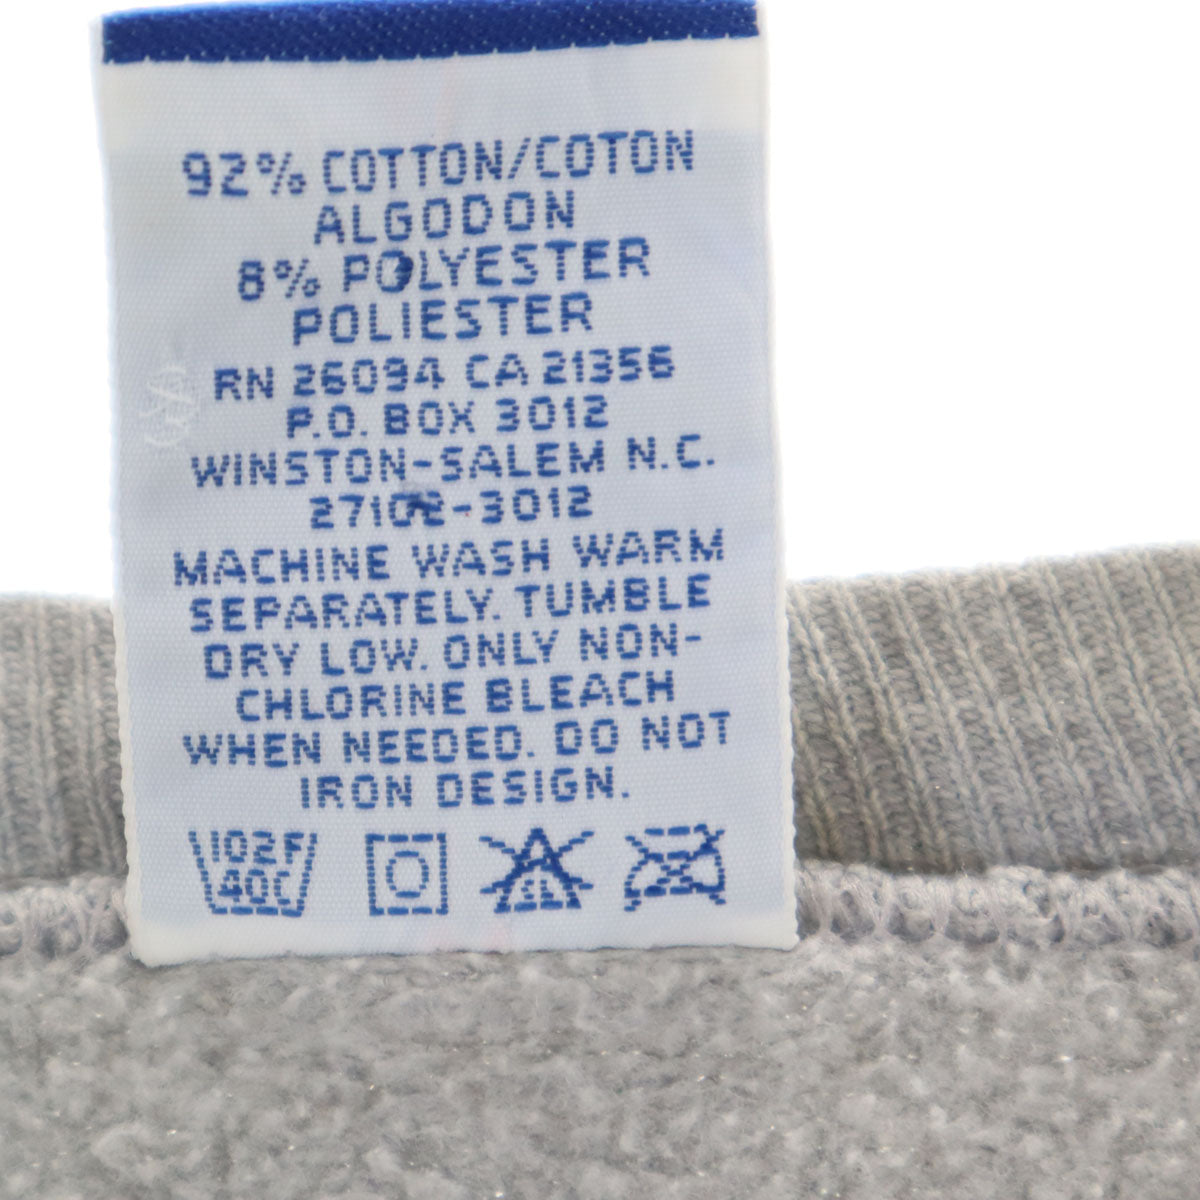 92% COTTON/COTON
ALGODON
8% POLYESTER
POLIESTER
RN 26094 CA 21356
P.O. BOX 3012
WINSTON-SALEM N.C.
27102-3012
MACHINE WASH WARM
SEPARATELY. TUMBLE
DRY LOW. ONLY NON-
CHLORINE BLEACH
WHEN NEEDED. DO NOT
IRON DESIGN.
102F
40C